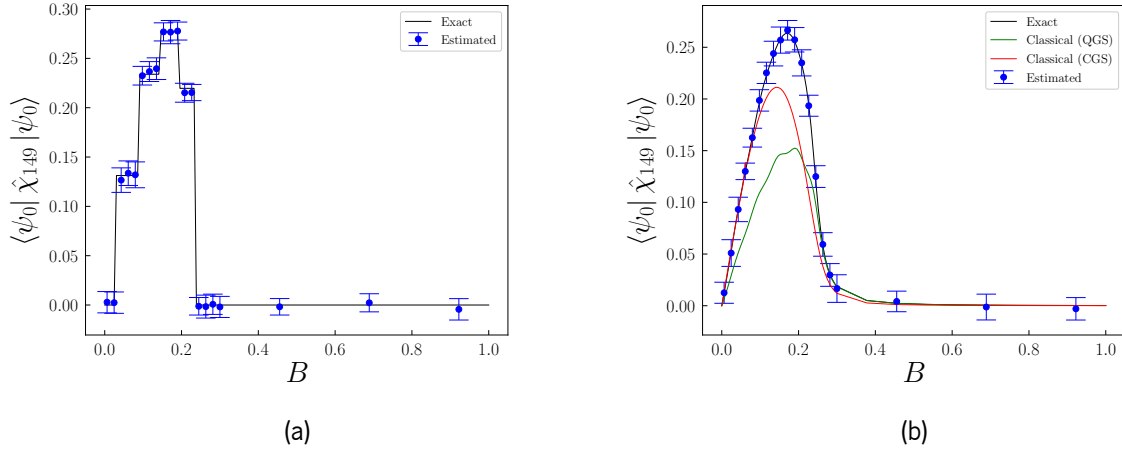 0.30
0.25
0.20
0.15
0.10
0.05
0.00
⟨ψ₀| χ̂₁₄₉ |ψ₀⟩
Exact
Estimated
0.0 0.2 0.4 0.6 0.8 1.0
B
(a)
0.25
0.20
0.15
0.10
0.05
0.00
⟨ψ₀| χ̂₁₄₉ |ψ₀⟩
Exact
Classical (QGS)
Classical (CGS)
Estimated
0.0 0.2 0.4 0.6 0.8 1.0
B
(b)